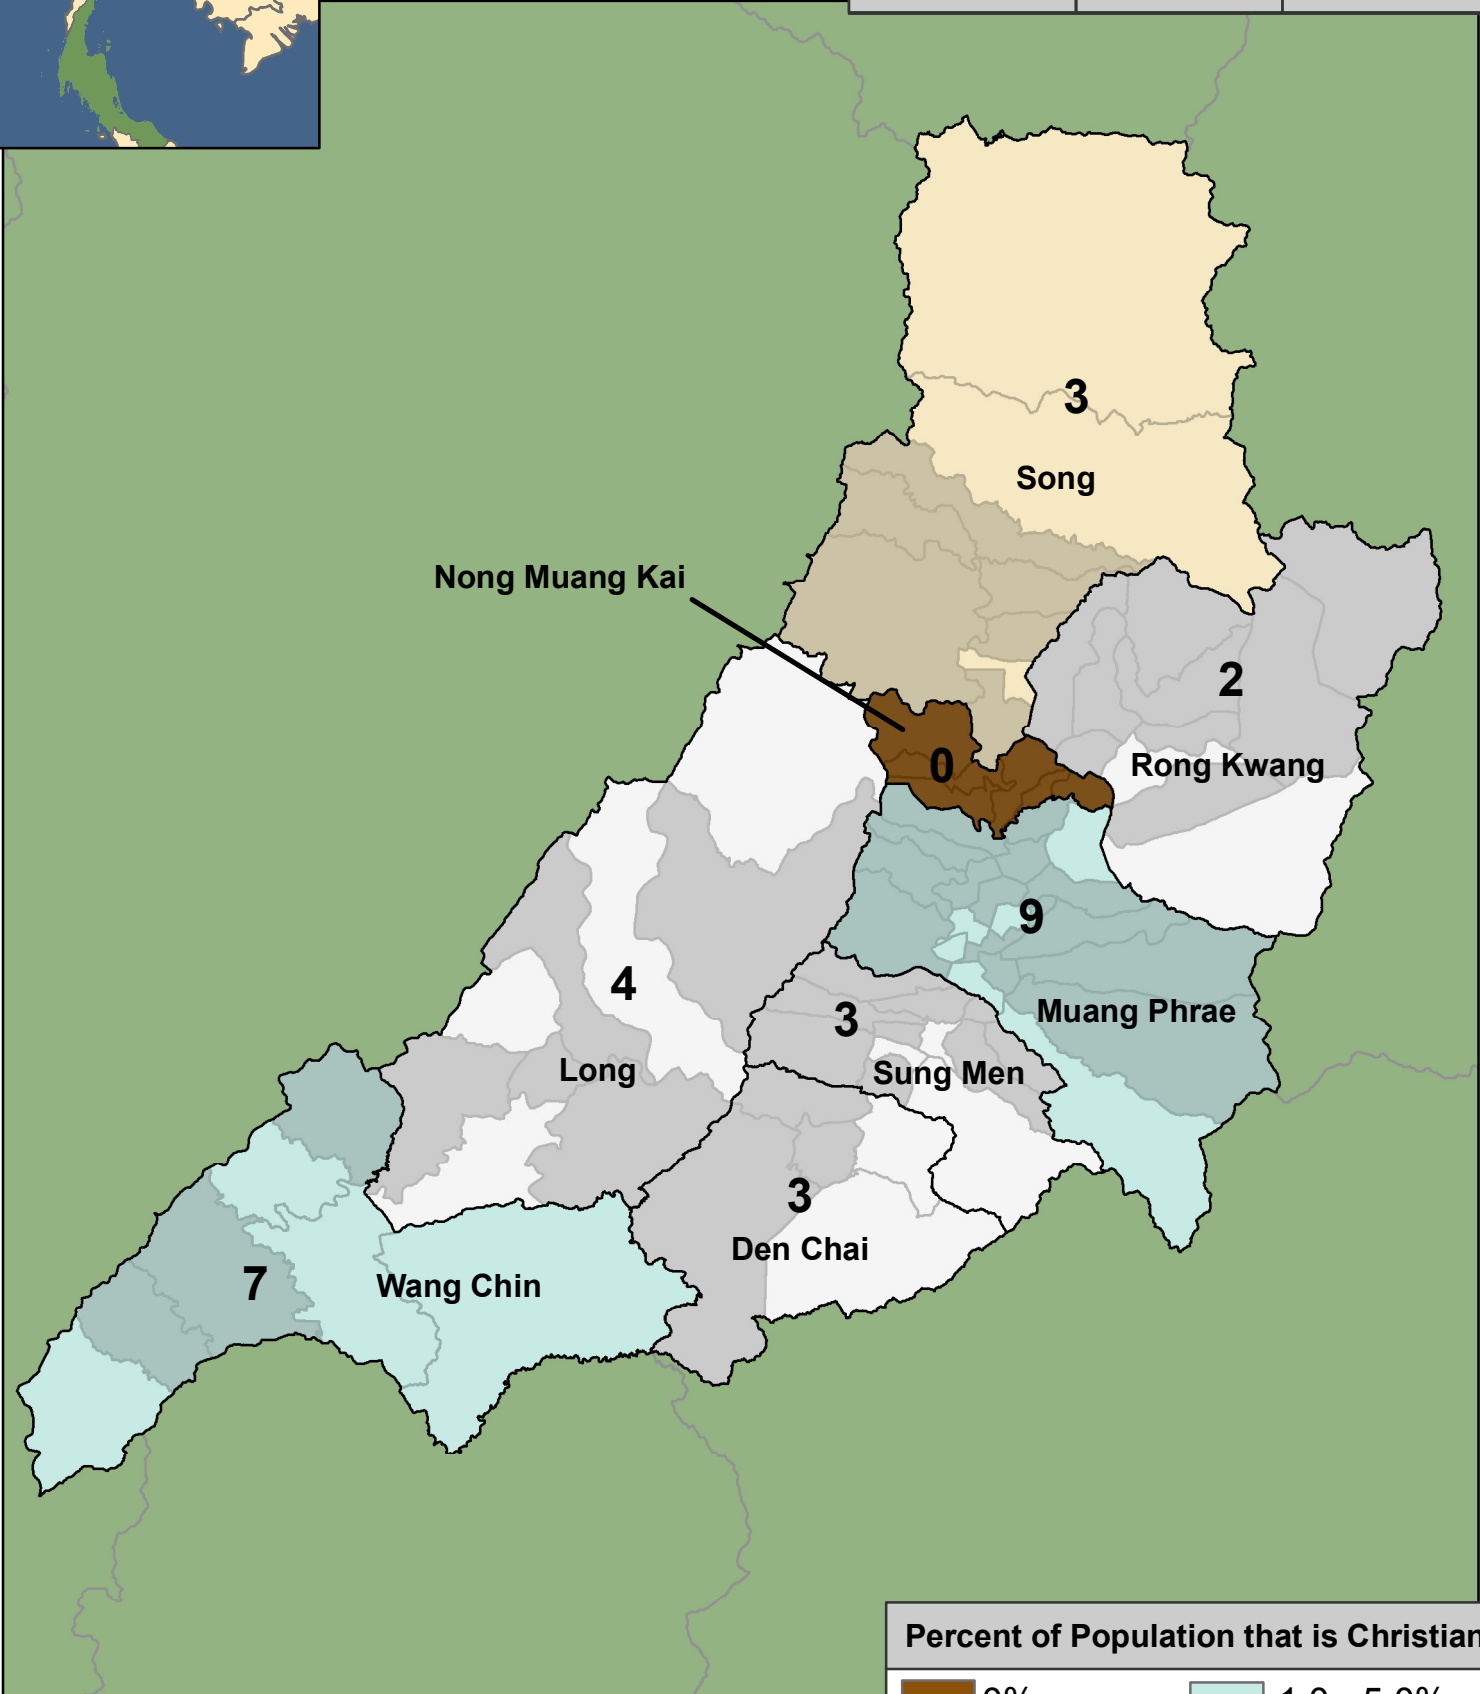 3
Song
Nong Muang Kai
2
0
Rong Kwang
9
4
3
Muang Phrae
Long
Sung Men
3
Den Chai
7
Wang Chin
Percent of Population that is Christian
0%